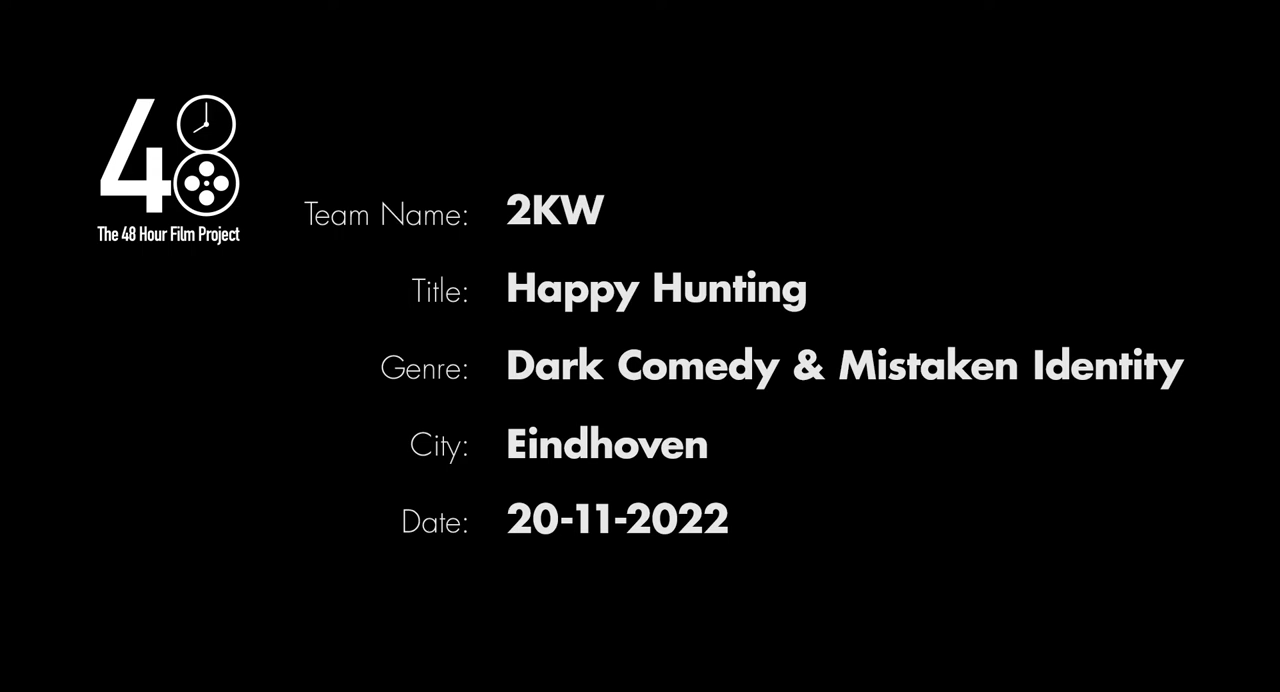 48
The 48 Hour Film Project
Team Name: 2KW
Title: Happy Hunting
Genre: Dark Comedy & Mistaken Identity
City: Eindhoven
Date: 20-11-2022